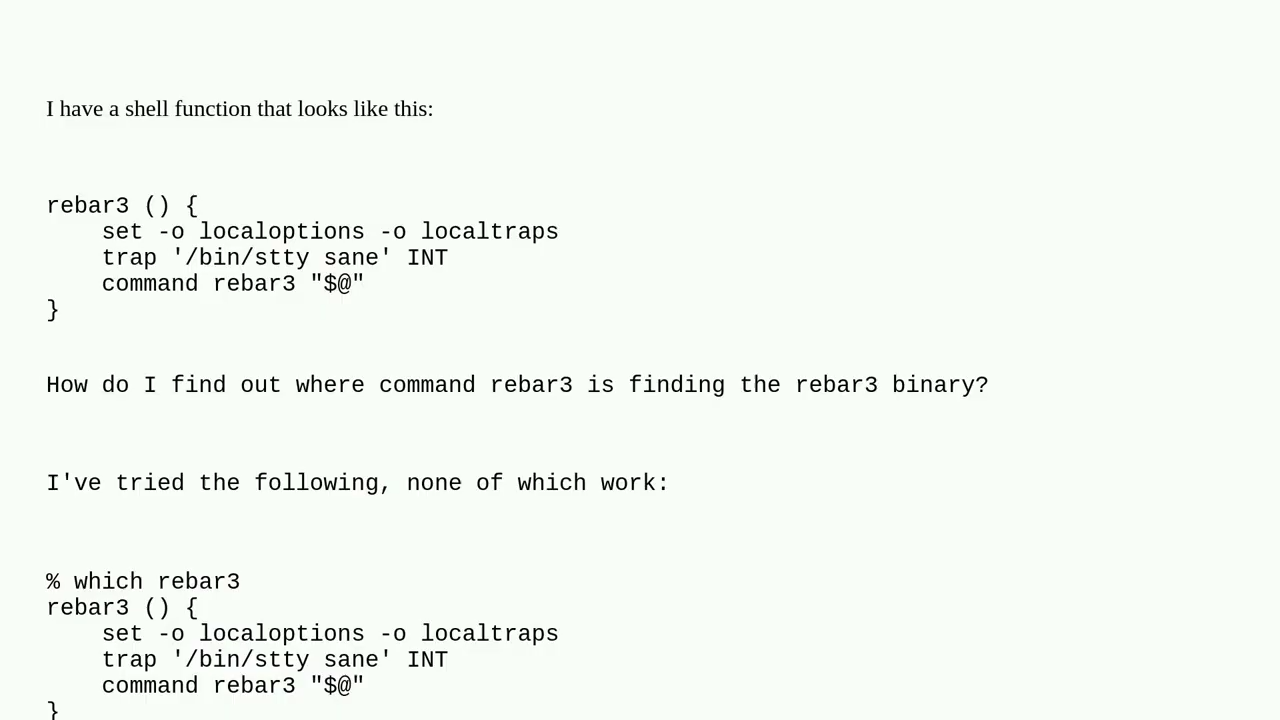 I have a shell function that looks like this:
rebar3 () {
    set -o localoptions -o localtraps
    trap '/bin/stty sane' INT
    command rebar3 "$@"
}
How do I find out where command rebar3 is finding the rebar3 binary?
I've tried the following, none of which work:
% which rebar3
rebar3 () {
    set -o localoptions -o localtraps
    trap '/bin/stty sane' INT
    command rebar3 "$@"
}